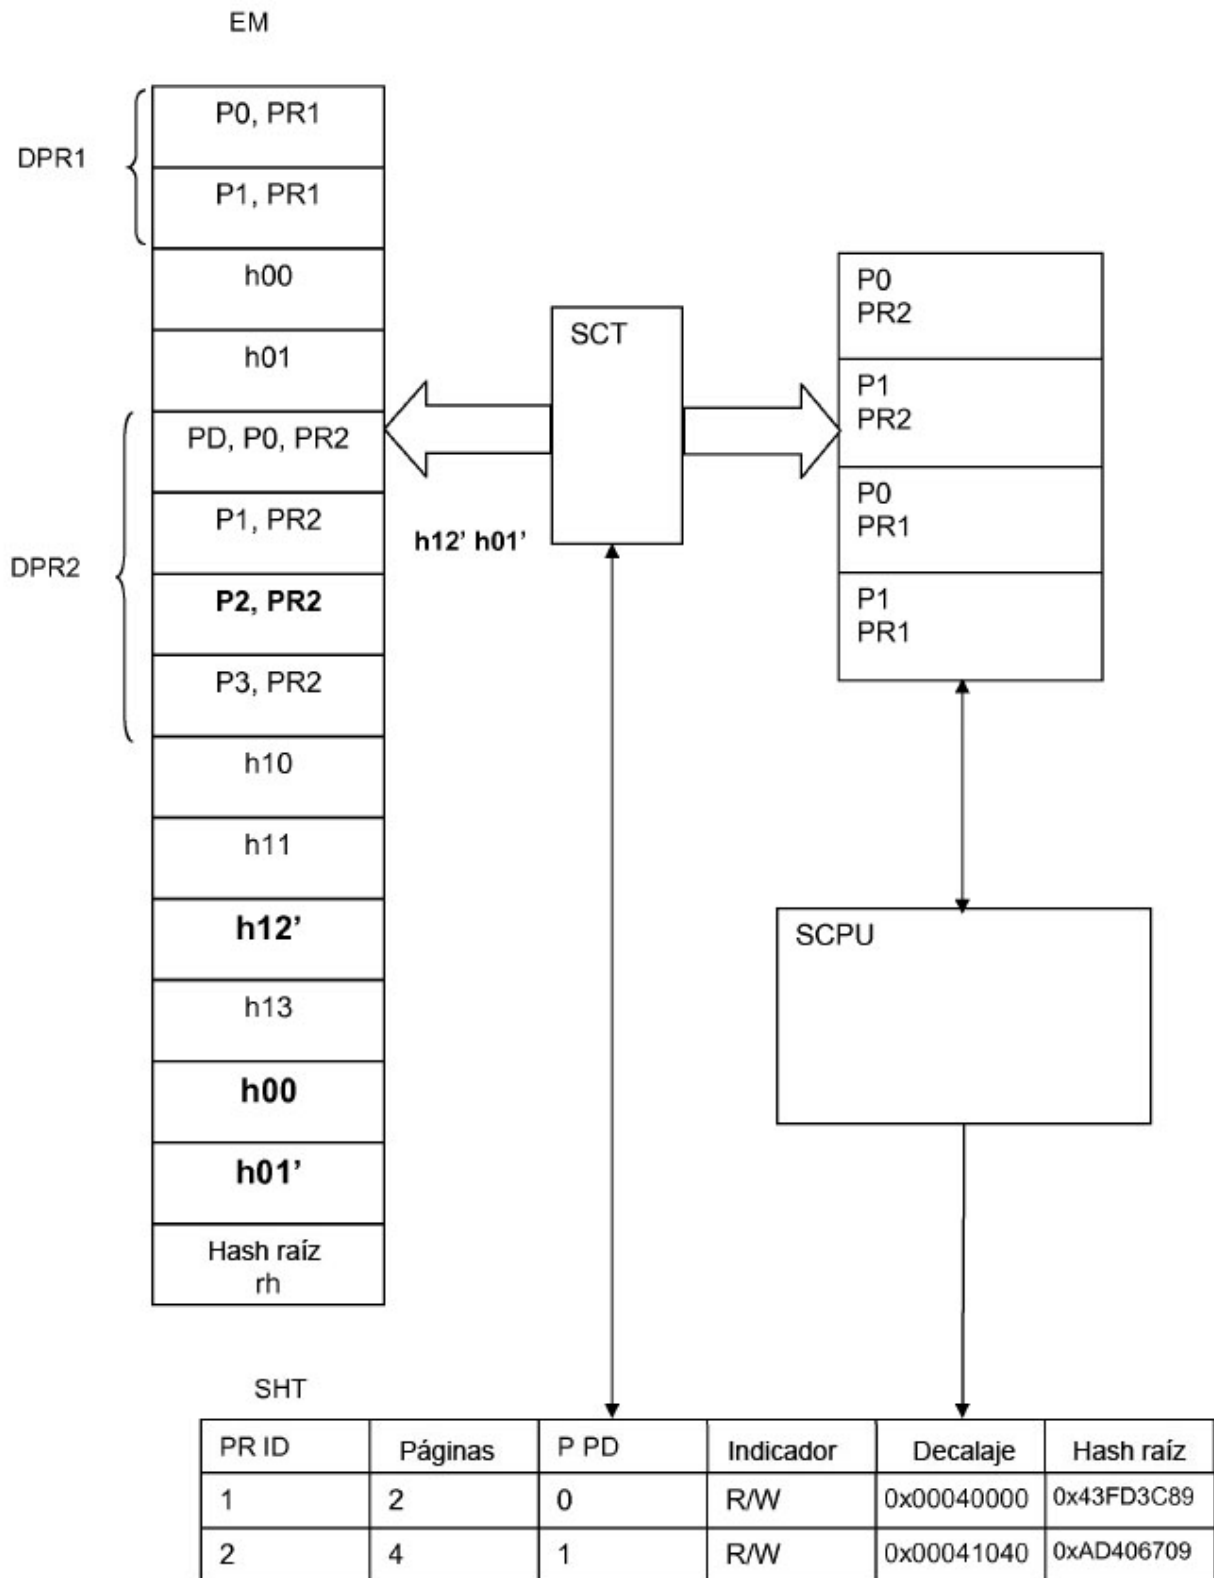 EM
P0, PR1
DPR1
P1, PR1
h00
h01
PD, P0, PR2
P1, PR2
DPR2
P2, PR2
P3, PR2
h10
h11
h12’
h13
h00
h01’
Hash raíz
rh
SCT
h12’ h01’
P0
PR2
P1
PR2
P0
PR1
P1
PR1
SCPU
SHT
PR ID Páginas P PD Indicador Decalaje Hash raíz
1 2 0 R/W 0x00040000 0x43FD3C89
2 4 1 R/W 0x00041040 0xAD406709